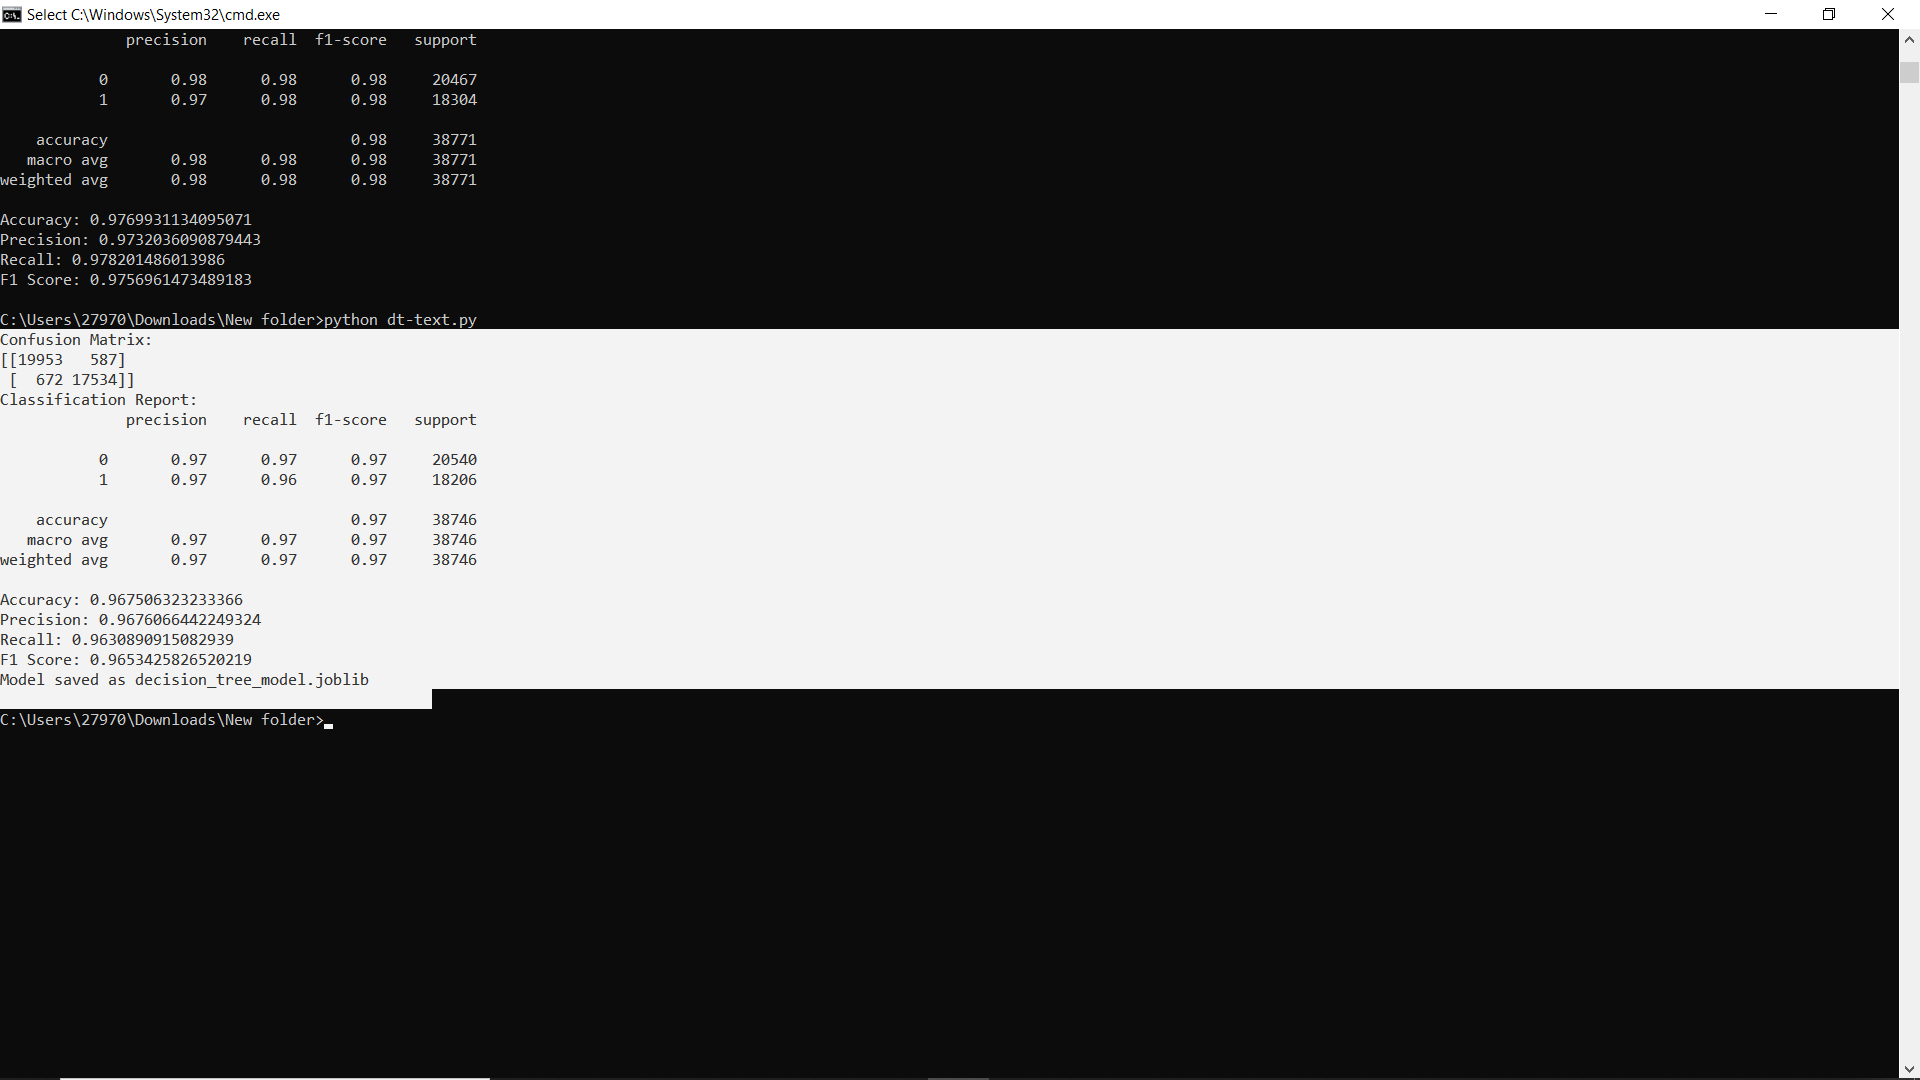 Select C:\Windows\System32\cmd.exe
precision recall f1-score support
0 0.98 0.98 0.98 20467
1 0.97 0.98 0.98 18304
accuracy 0.98 38771
macro avg 0.98 0.98 0.98 38771
weighted avg 0.98 0.98 0.98 38771
Accuracy: 0.9769931134095071
Precision: 0.9732036090879443
Recall: 0.978201486013986
F1 Score: 0.9756961473489183
C:\Users\27970\Downloads\New folder>python dt-text.py
Confusion Matrix:
[[19953   587]
 [  672 17534]]
Classification Report:
precision recall f1-score support
0 0.97 0.97 0.97 20540
1 0.97 0.96 0.97 18206
accuracy 0.97 38746
macro avg 0.97 0.97 0.97 38746
weighted avg 0.97 0.97 0.97 38746
Accuracy: 0.967506323233366
Precision: 0.9676066442249324
Recall: 0.9630890915082939
F1 Score: 0.9653425826520219
Model saved as decision_tree_model.joblib
C:\Users\27970\Downloads\New folder>